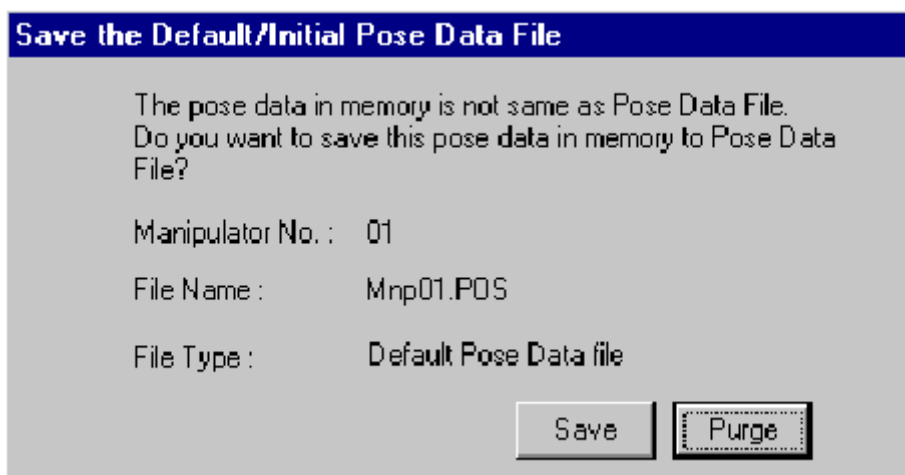 Save the Default/Initial Pose Data File
The pose data in memory is not same as Pose Data File.
Do you want to save this pose data in memory to Pose Data
File?
Manipulator No. : 01
File Name : Mnp01.POS
File Type : Default Pose Data file
Save Purge